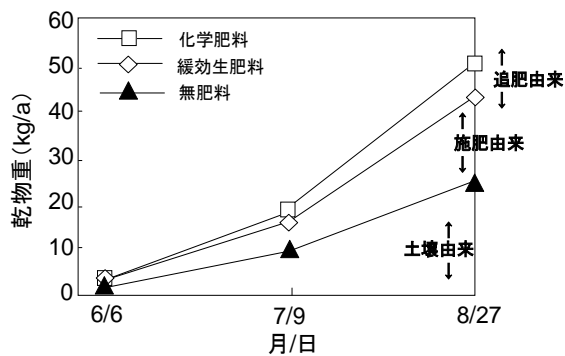 乾物重(kg/a)
60
50
40
30
20
10
0
化学肥料
緩効生肥料
無肥料
追肥由来
施肥由来
土壌由来
6/6
7/9
8/27
月/日